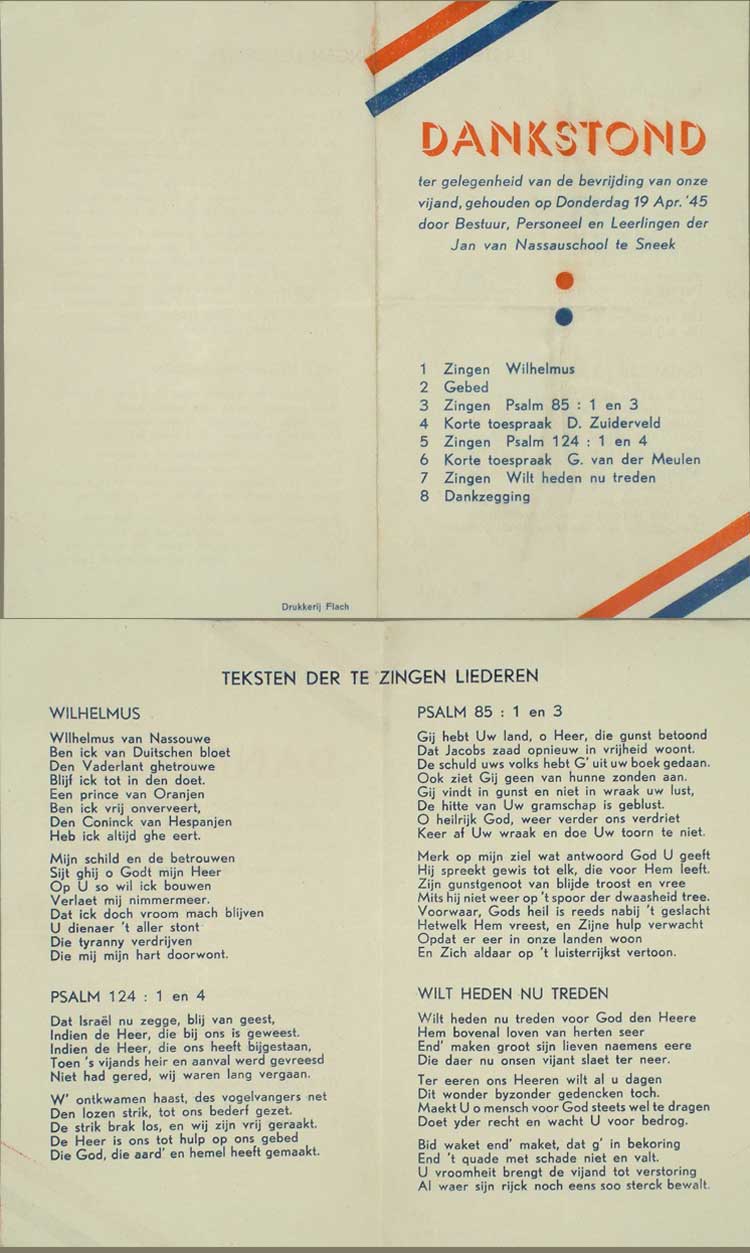 DANKSTOND
ter gelegenheid van de bevrijding van onze
vijand, gehouden op Donderdag 19 Apr. '45
door Bestuur, Personeel en Leerlingen der
Jan van Nassauschool te Sneek
1 Zingen Wilhelmus
2 Gebed
3 Zingen Psalm 85 : 1 en 3
4 Korte toespraak D. Zuiderveld
5 Zingen Psalm 124 : 1 en 4
6 Korte toespraak G. van der Meulen
7 Zingen Wilt heden nu treden
8 Dankzegging
Drukkerij Flach
TEKSTEN DER TE ZINGEN LIEDEREN
WILHELMUS
WIlhelmus van Nassouwe
Ben ick van Duitschen bloet
Den Vaderlant ghetrouwe
Blijf ick tot in den doet.
Een prince van Oranjen
Ben ick vrij onverveert,
Den Coninck van Hespanjen
Heb ick altijd ghe eert.
Mijn schild en de betrouwen
Sijt ghij o Godt mijn Heer
Op U so wil ick bouwen
Verlaet mij nimmermeer.
Dat ick doch vroom mach blijven
U dienaer 't aller stont
Die tyranny verdrijven
Die mij mijn hart doorwont.
PSALM 124 : 1 en 4
Dat Israël nu zegge, blij van geest,
Indien de Heer, die bij ons is geweest.
Indien de Heer, die ons heeft bijgestaan,
Toen 's vijands heir en aanval werd gevreesd
Niet had gered, wij waren lang vergaan.
W' ontkwamen haast, des vogelvangers net
Den lozen strik, tot ons bederf gezet.
De strik brak los, en wij zijn vrij geraakt.
De Heer is ons tot hulp op ons gebed
Die God, die aard' en hemel heeft gemaakt.
PSALM 85 : 1 en 3
Gij hebt Uw land, o Heer, die gunst betoond
Dat Jacobs zaad opnieuw in vrijheid woont.
De schuld uws volks hebt G' uit uw boek gedaan.
Ook ziet Gij geen van hunne zonden aan.
Gij vindt in gunst en niet in wraak uw lust,
De hitte van Uw gramschap is geblust.
O heilrijk God, weer verder ons verdriet
Keer af Uw wraak en doe Uw toorn te niet.
Merk op mijn ziel wat antwoord God U geeft
Hij spreekt gewis tot elk, die voor Hem leeft.
Zijn gunstgenoot van blijde troost en vree
Mits hij niet weer op 't spoor der dwaasheid tree.
Voorwaar, Gods heil is reeds nabij 't geslacht
Hetwelk Hem vreest, en Zijne hulp verwacht
Opdat er eer in onze landen woon
En Zich aldaar op 't luisterrijkst vertoon.
WILT HEDEN NU TREDEN
Wilt heden nu treden voor God den Heere
Hem bovenal loven van herten seer
End' maken groot sijn lieven naemens eere
Die daer nu onsen vijant slaet ter neer.
Ter eeren ons Heeren wilt al u dagen
Dit wonder byzonder gedencken toch.
Maekt U o mensch voor God steets wel te dragen
Doet yder recht en wacht U voor bedrog.
Bid waket end' maket, dat g' in bekoring
End 't quade met schade niet en valt.
U vroomheit brengt de vijand tot verstoring
Al waer sijn rijck noch eens soo sterck bewalt.